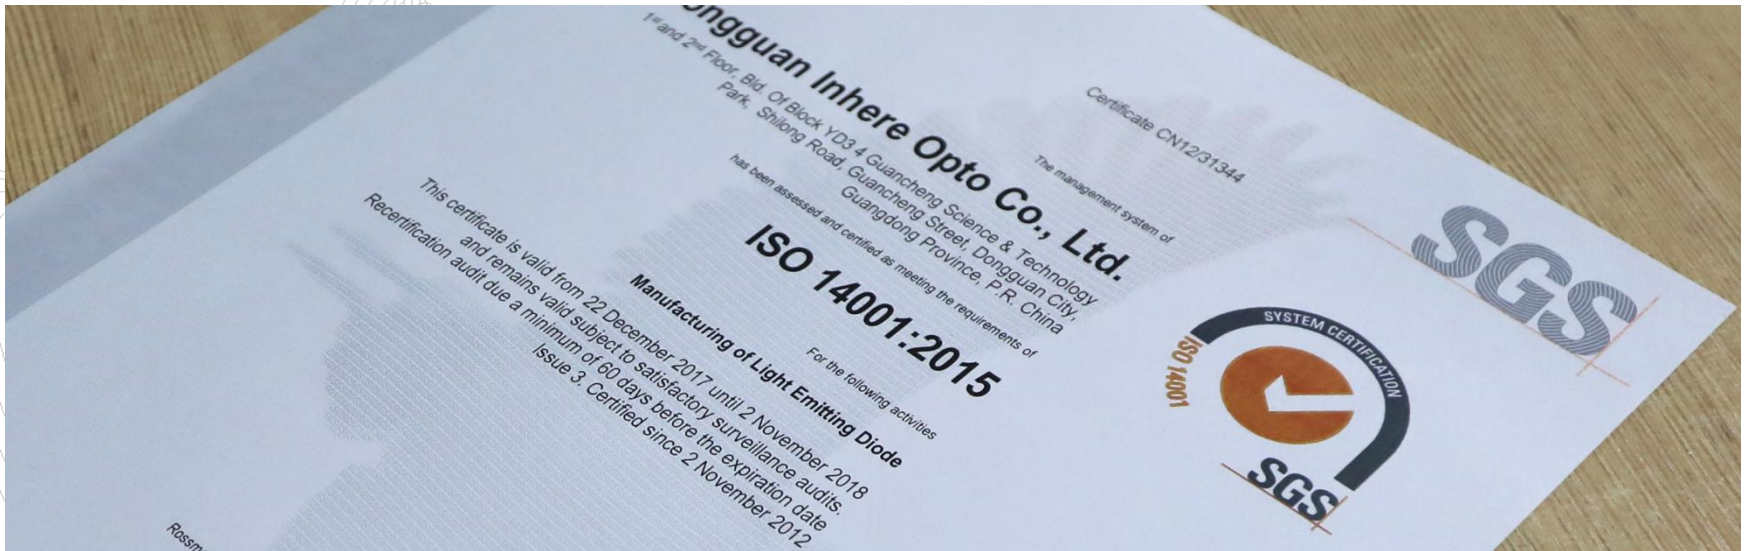 Certificate CN12/31344
The management system of
ongguan Inhere Opto Co., Ltd.
1st and 2nd Floor, Bld. Of Block YD3 4 Guancheng Science & Technology
Park, Shilong Road, Guancheng Street, Dongguan City,
Guangdong Province, P.R. China
has been assessed and certified as meeting the requirements of
ISO 14001:2015
For the following activities
Manufacturing of Light Emitting Diode
This certificate is valid from 22 December 2017 until 2 November 2018
and remains valid subject to satisfactory surveillance audits.
Recertification audit due a minimum of 60 days before the expiration date
Issue 3. Certified since 2 November 2012
SGS
SYSTEM CERTIFICATION
ISO 14001
SGS